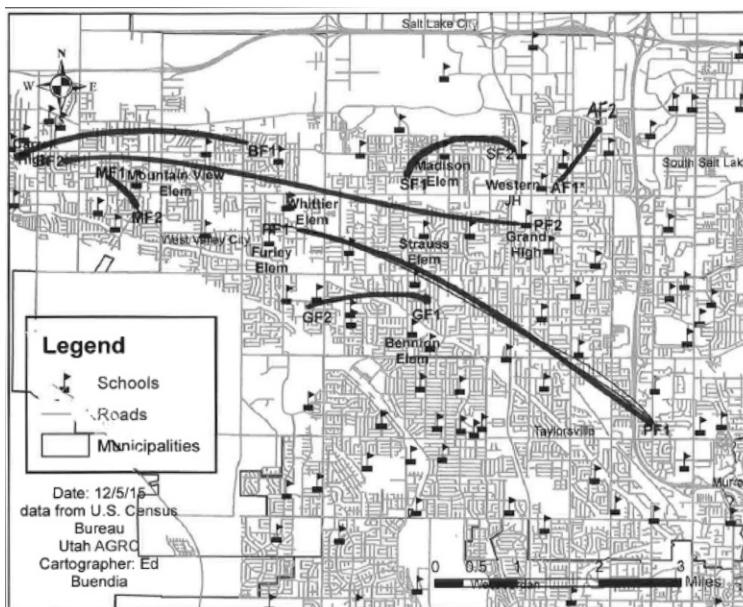 Salt Lake City
N
W E
S
AF2
BF1
BF2
MF1
Mountain View
Elem
MF2
SF1
Madison
Elem
SF2
Western
JH
AF1*
South Salt Lake
Whittier
Elem
PF2
Grand
High
West Valley City
Furley
Elem
Strauss
Elem
GF2
GF1
Bennion
Elem
PF1
Taylorsville
Legend
Schools
Roads
Municipalities
Date: 12/5/15
data from U.S. Census
Bureau
Utah AGRC
Cartographer: Ed
Buendia
0 0.5 1 2 3
Miles